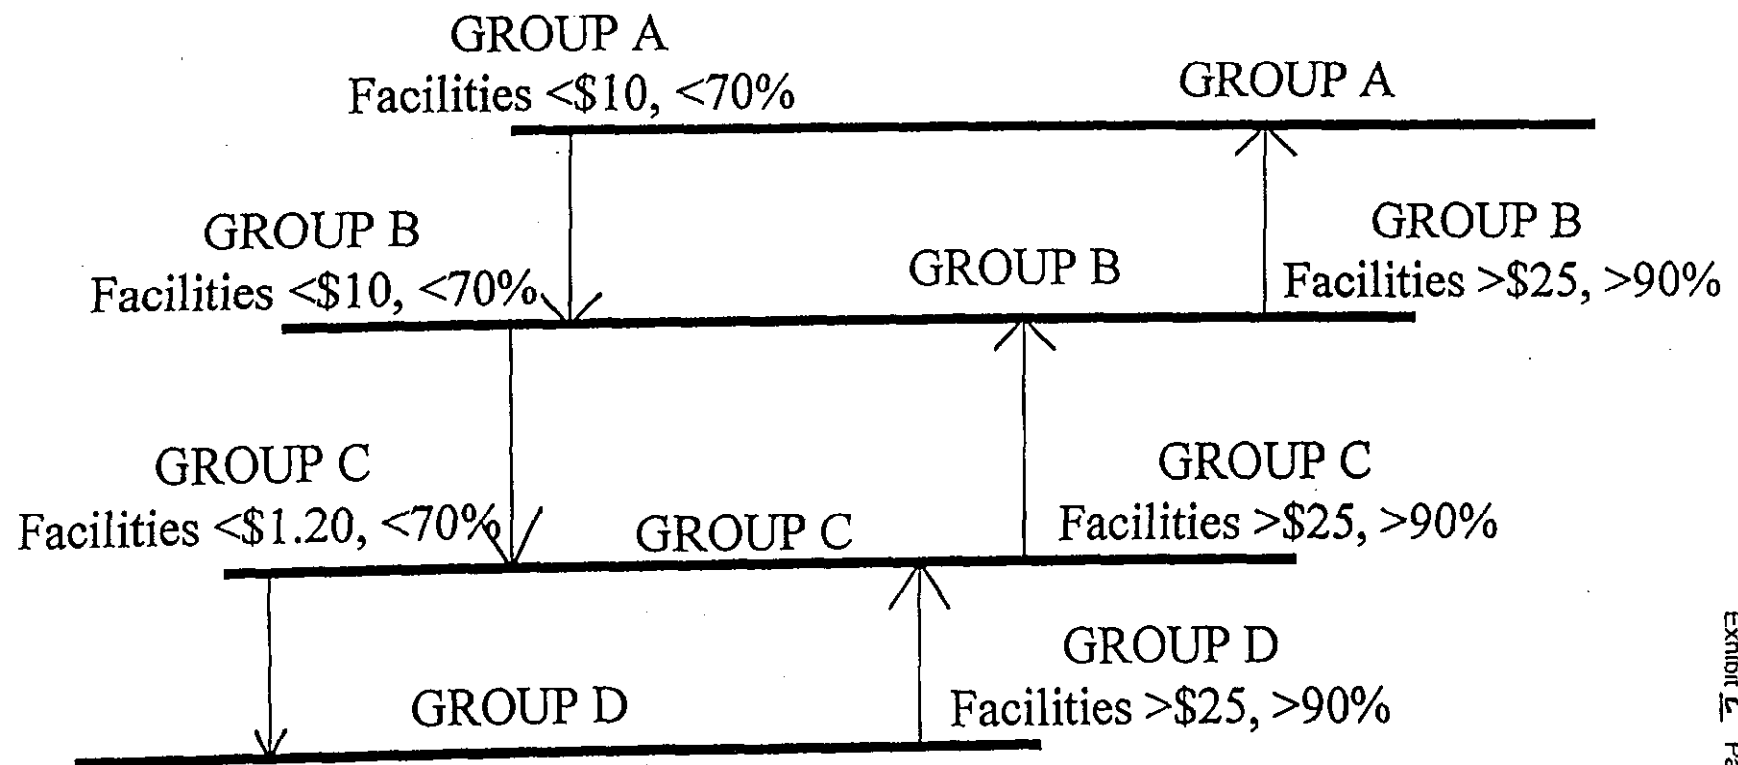 GROUP A
Facilities <$10, <70%
GROUP A
GROUP B
Facilities <$10, <70%
GROUP B
GROUP B
Facilities >$25, >90%
GROUP C
Facilities <$1.20, <70%
GROUP C
GROUP C
Facilities >$25, >90%
GROUP D
GROUP D
Facilities >$25, >90%
Exhibit